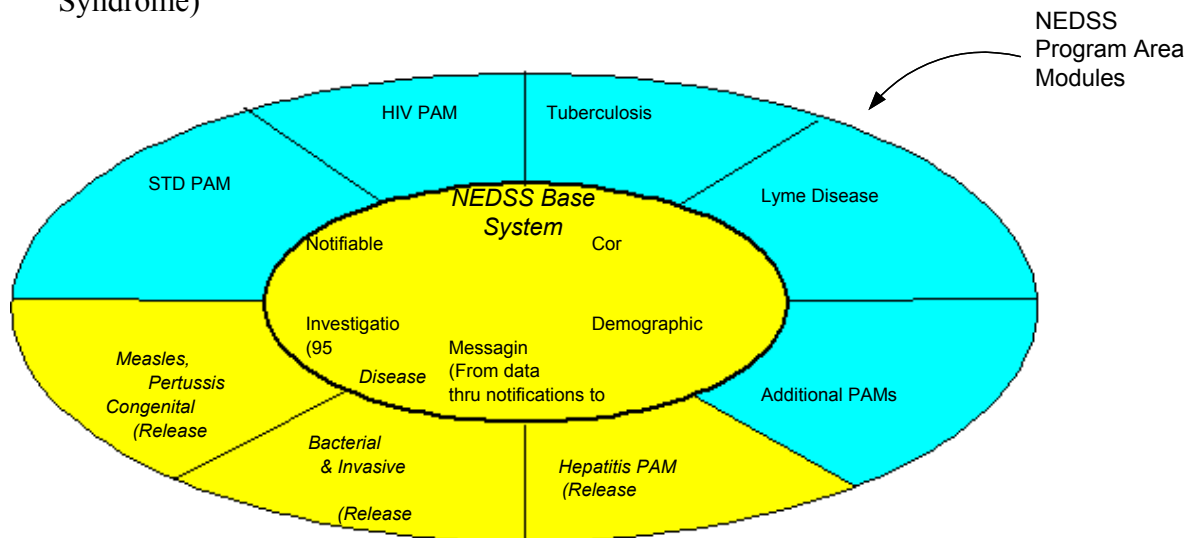 Syndrome)
NEDSS
Program Area
Modules
HIV PAM
Tuberculosis
STD PAM
Lyme Disease
NEDSS Base
System
Notifiable
Cor
Investigatio
(95
Demographic
Messagin
(From data
thru notifications to
Disease
Measles,
Pertussis
Congenital
(Release
Additional PAMs
Bacterial
& Invasive
(Release
Hepatitis PAM
(Release